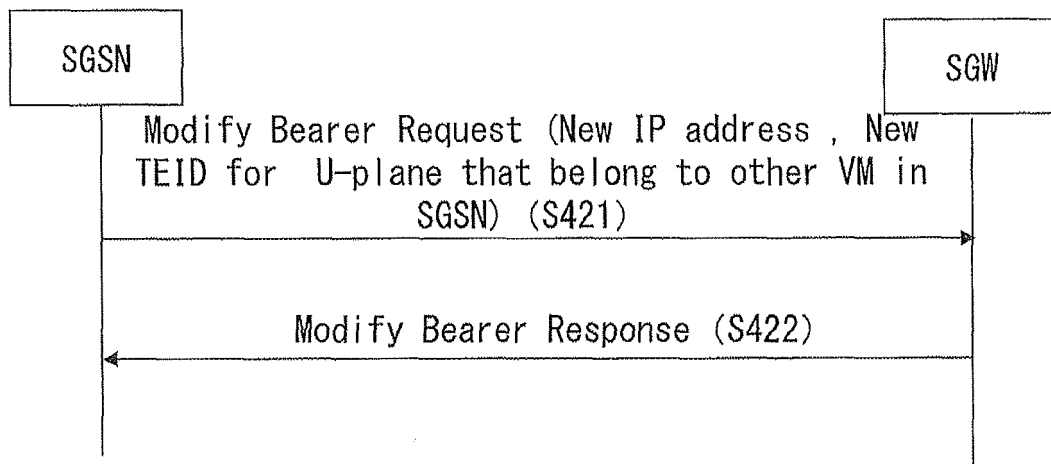 SGSN
SGW
Modify Bearer Request (New IP address , New
TEID for U-plane that belong to other VM in
SGSN) (S421)
Modify Bearer Response (S422)